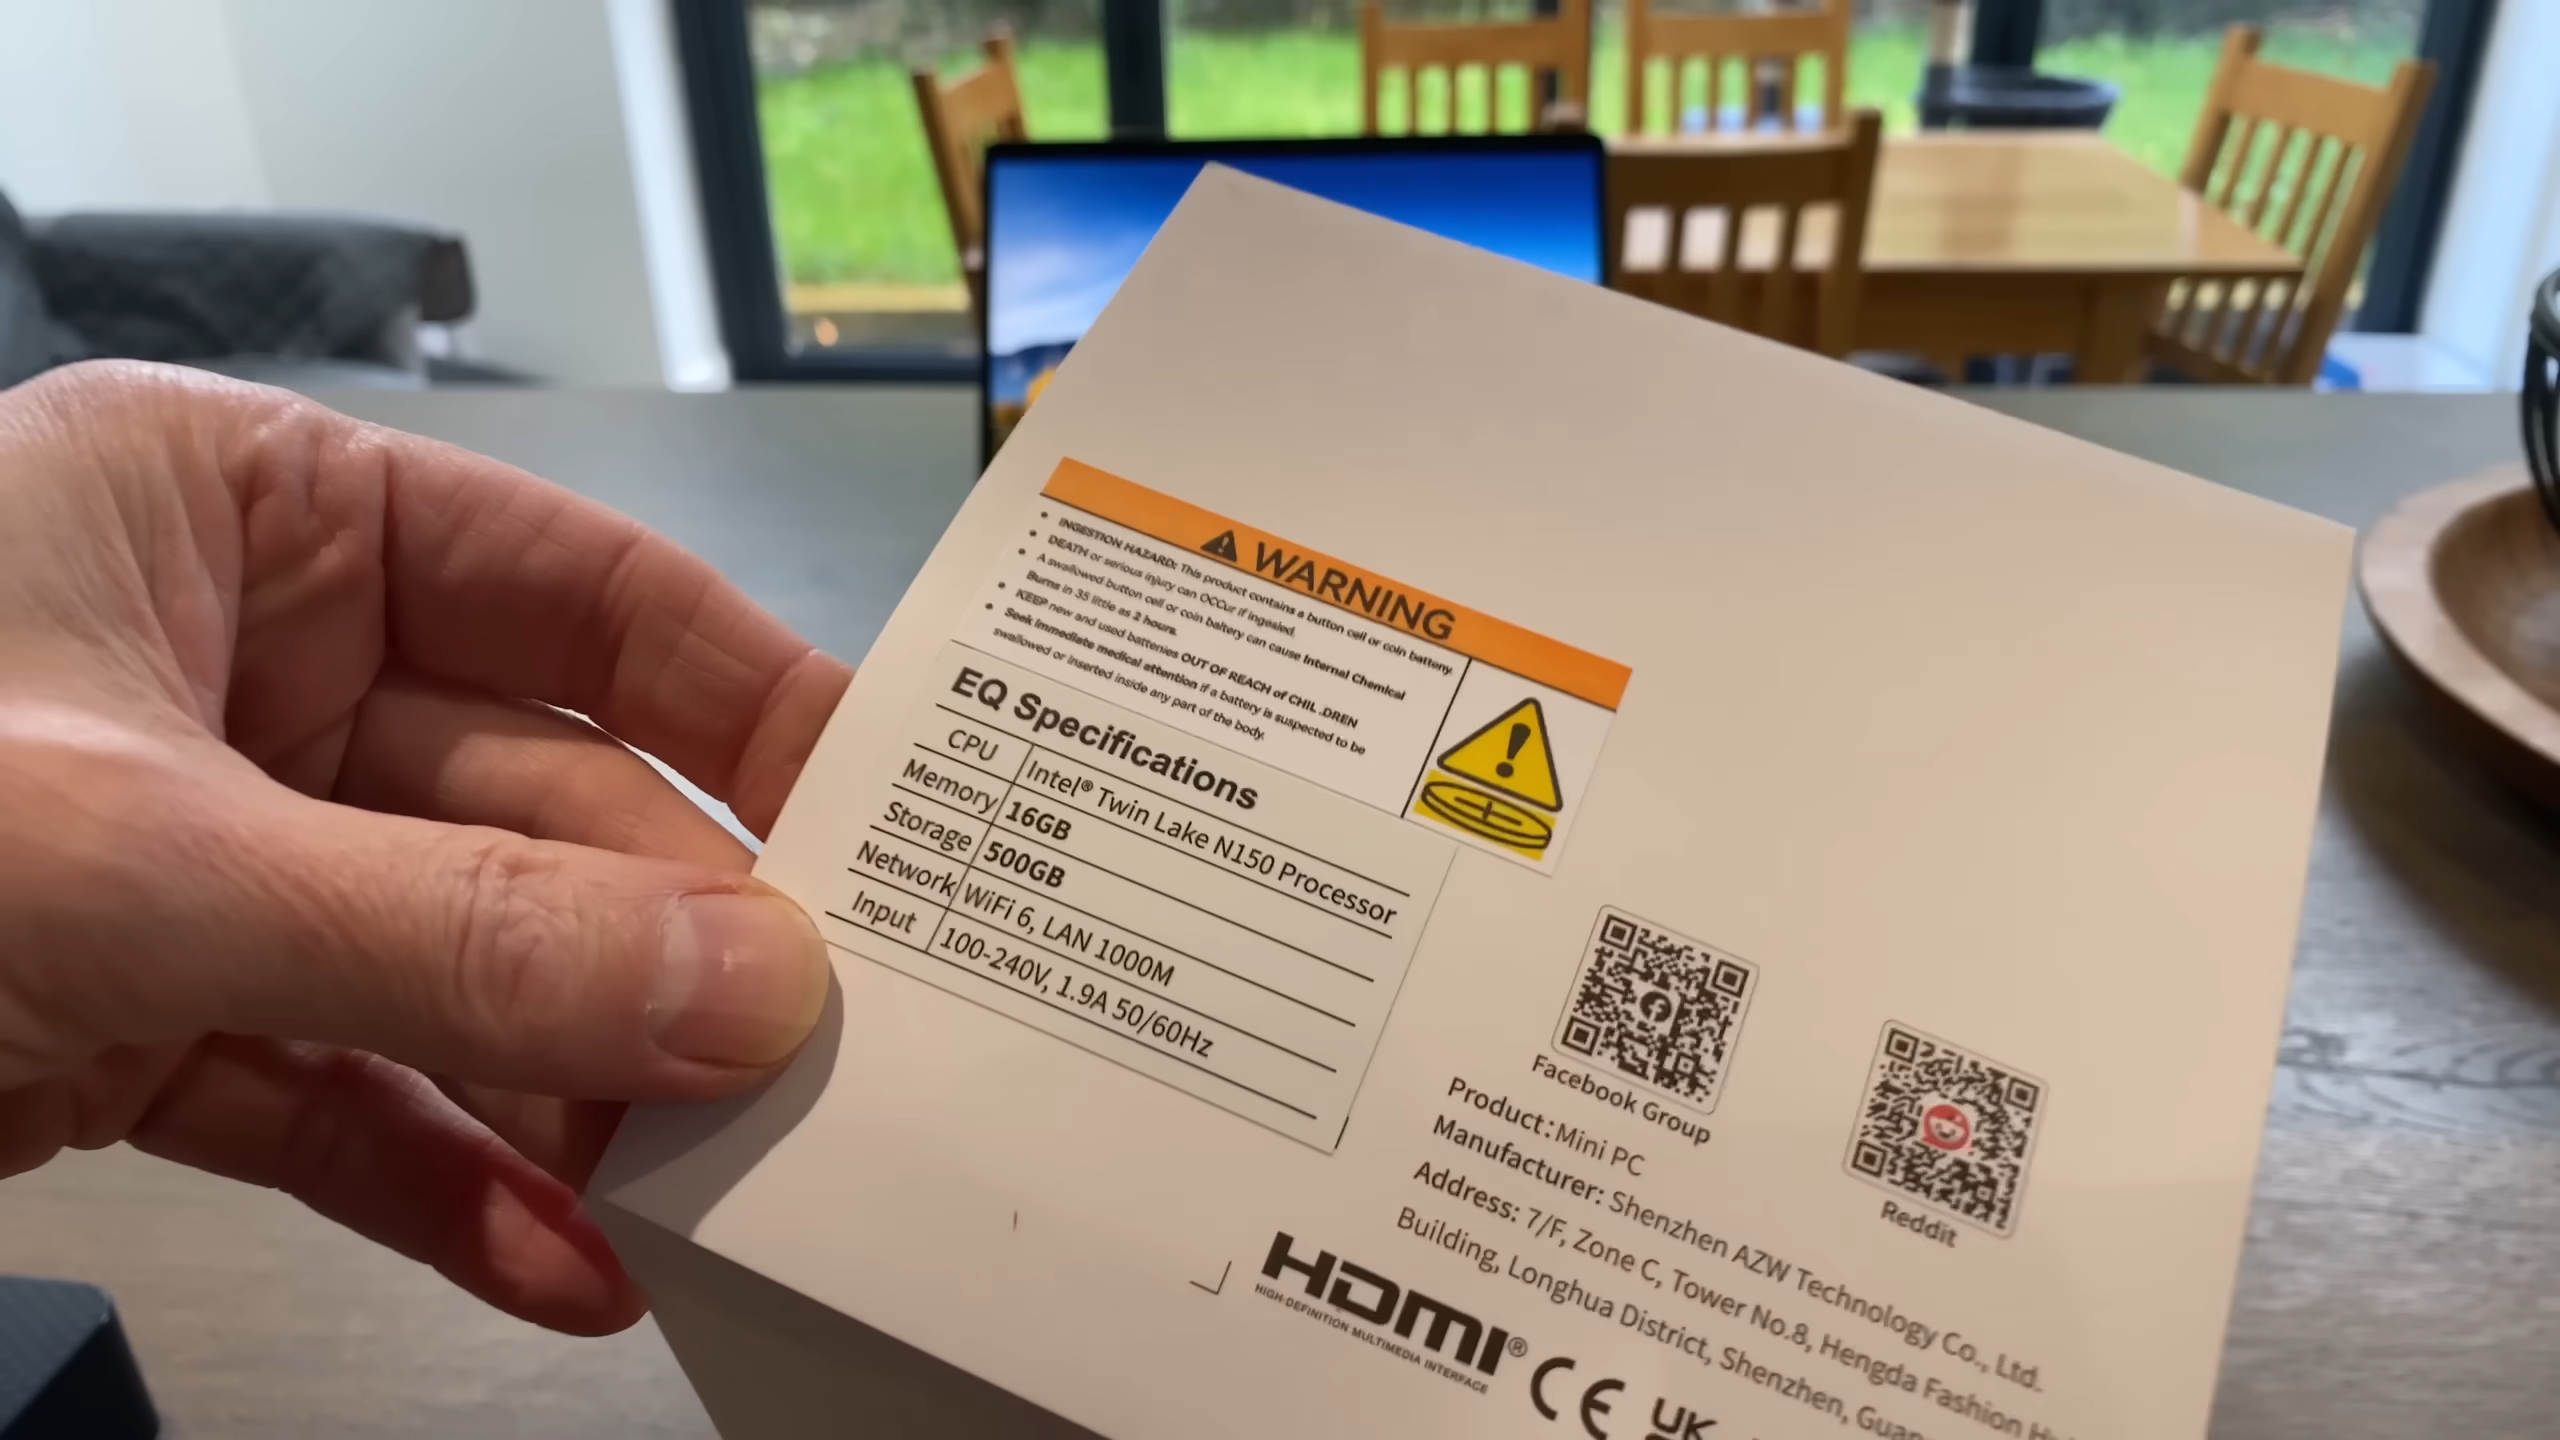 WARNING
• INGESTION HAZARD: This product contains a button cell or coin battery.
• DEATH or serious injury can OCCur if ingested.
• A swallowed button cell or coin battery can cause Internal Chemical
Burns in 35 little as 2 hours.
• KEEP new and used batteries OUT OF REACH of CHIL .DREN
• Seek immediate medical attention if a battery is suspected to be
swallowed or inserted inside any part of the body.
EQ Specifications
CPU Intel® Twin Lake N150 Processor
Memory 16GB
Storage 500GB
Network WiFi 6, LAN 1000M
Input 100-240V, 1.9A 50/60Hz
Facebook Group
Reddit
Product:Mini PC
Manufacturer: Shenzhen AZW Technology Co., Ltd.
Address: 7/F, Zone C, Tower No.8, Hengda Fashion
Building, Longhua District, Shenzhen,
HDMI®
HIGH-DEFINITION MULTIMEDIA INTERFACE
CE
UK